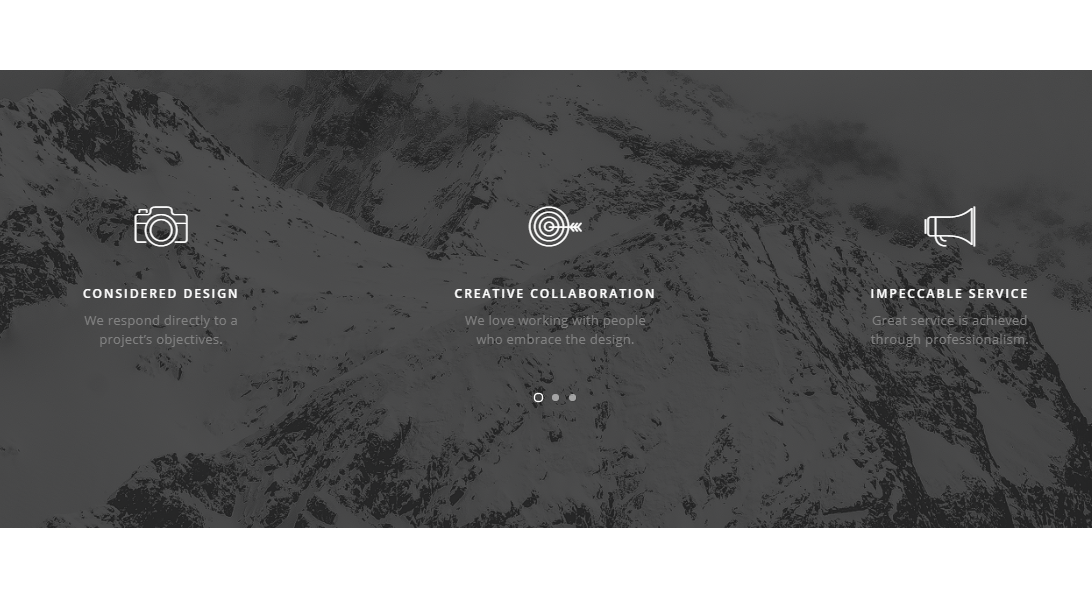 CONSIDERED DESIGN
We respond directly to a
project's objectives.
CREATIVE COLLABORATION
We love working with people
who embrace the design.
IMPECCABLE SERVICE
Great service is achieved
through professionalism.